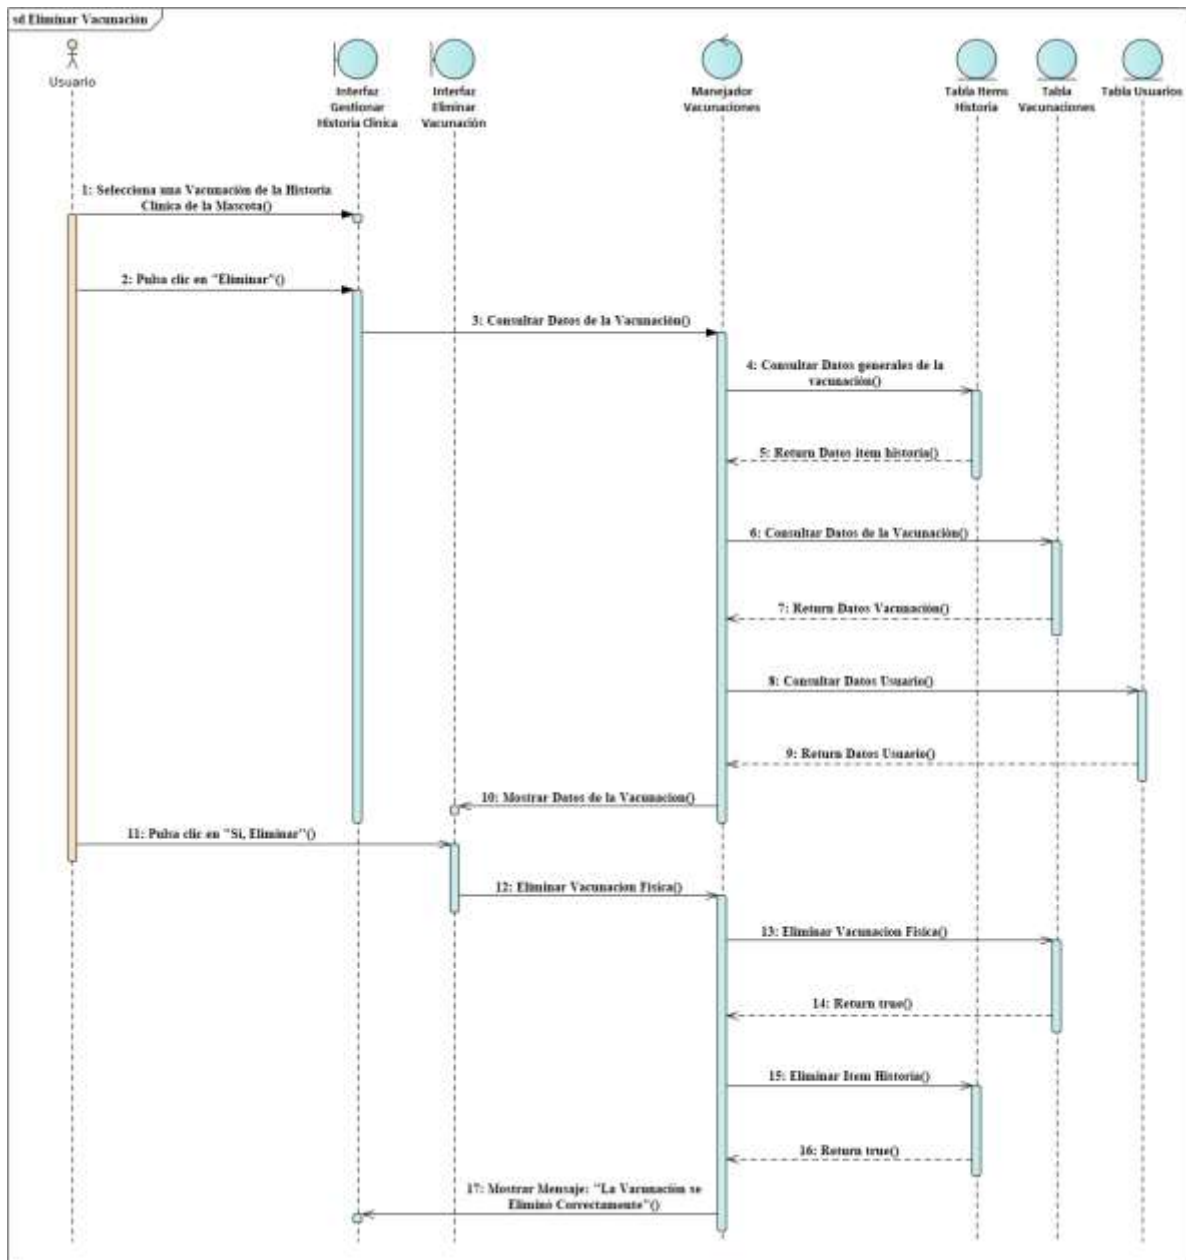 sd Eliminar Vacunación
Usuario
Interfaz
Gestionar
Historia Clinica
Interfaz
Eliminar
Vacunación
Manejador
Vacunaciones
Tabla Items
Historia
Tabla
Vacunaciones
Tabla Usuarios
1: Selecciona una Vacunación de la Historia
Clinica de la Mascota()
2: Pulsa clic en "Eliminar"()
3: Consultar Datos de la Vacunación()
4: Consultar Datos generales de la
vacunación()
5: Return Datos item historia()
6: Consultar Datos de la Vacunación()
7: Return Datos Vacunación()
8: Consultar Datos Usuario()
9: Return Datos Usuario()
10: Mostrar Datos de la Vacunacion()
11: Pulsa clic en "Si, Eliminar"()
12: Eliminar Vacunacion Fisica()
13: Eliminar Vacunacion Fisica()
14: Return true()
15: Eliminar Item Historia()
16: Return true()
17: Mostrar Mensaje: "La Vacunación se
Eliminó Correctamente"()